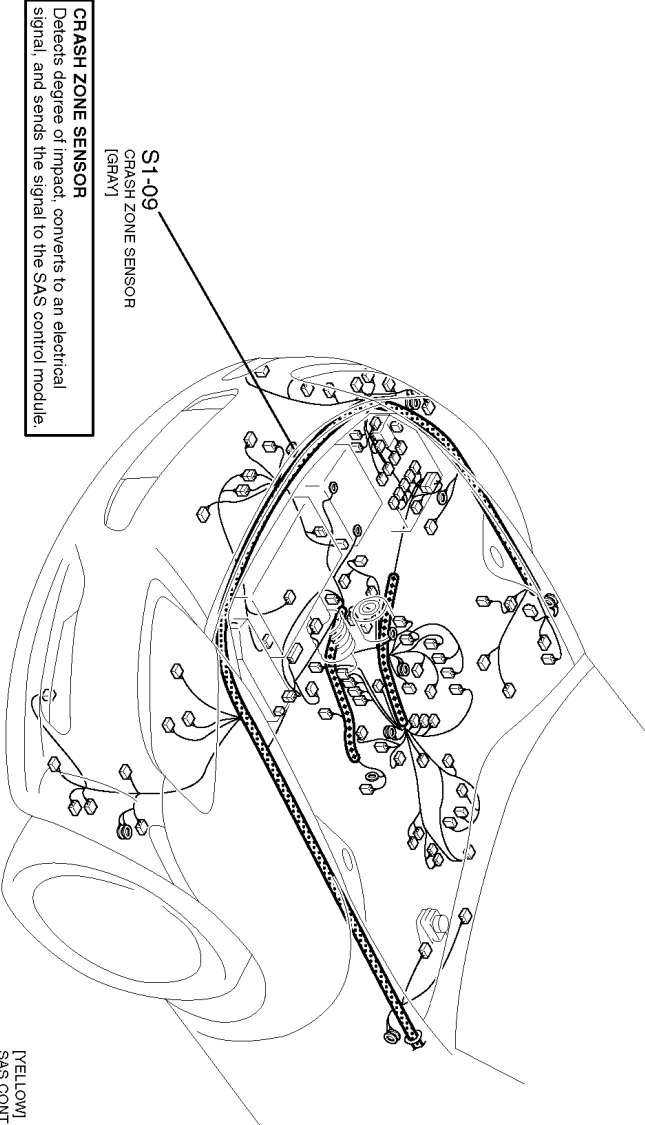 CRASH ZONE SENSOR
Detects degree of impact, converts to an electrical
signal, and sends the signal to the SAS control module.
S1-09
CRASH ZONE SENSOR
[GRAY]
[YELLOW]
SAS CONT